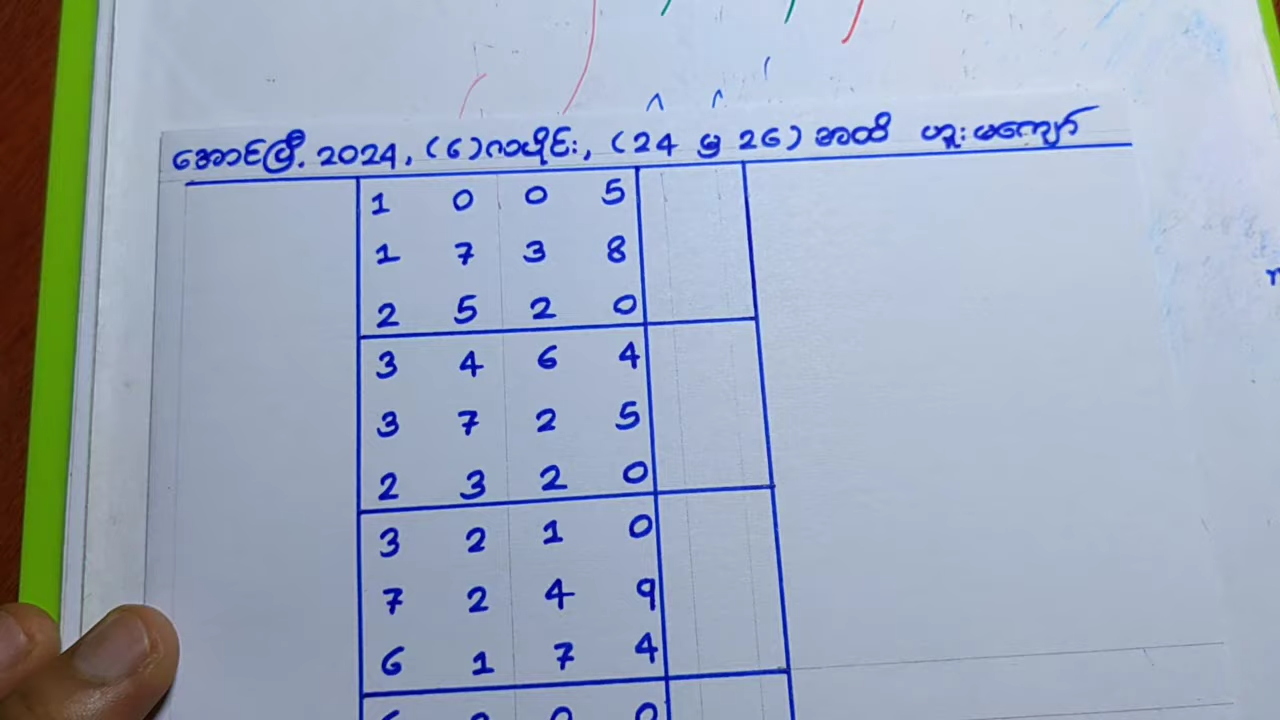 အောင်ပြီ. 2024, (6)လပိုင်း, (24 မှ 26) အထိ ဟူးမကျော်
1 0 0 5
1 7 3 8
2 5 2 0
3 4 6 4
3 7 2 5
2 3 2 0
3 2 1 0
7 2 4 9
6 1 7 4